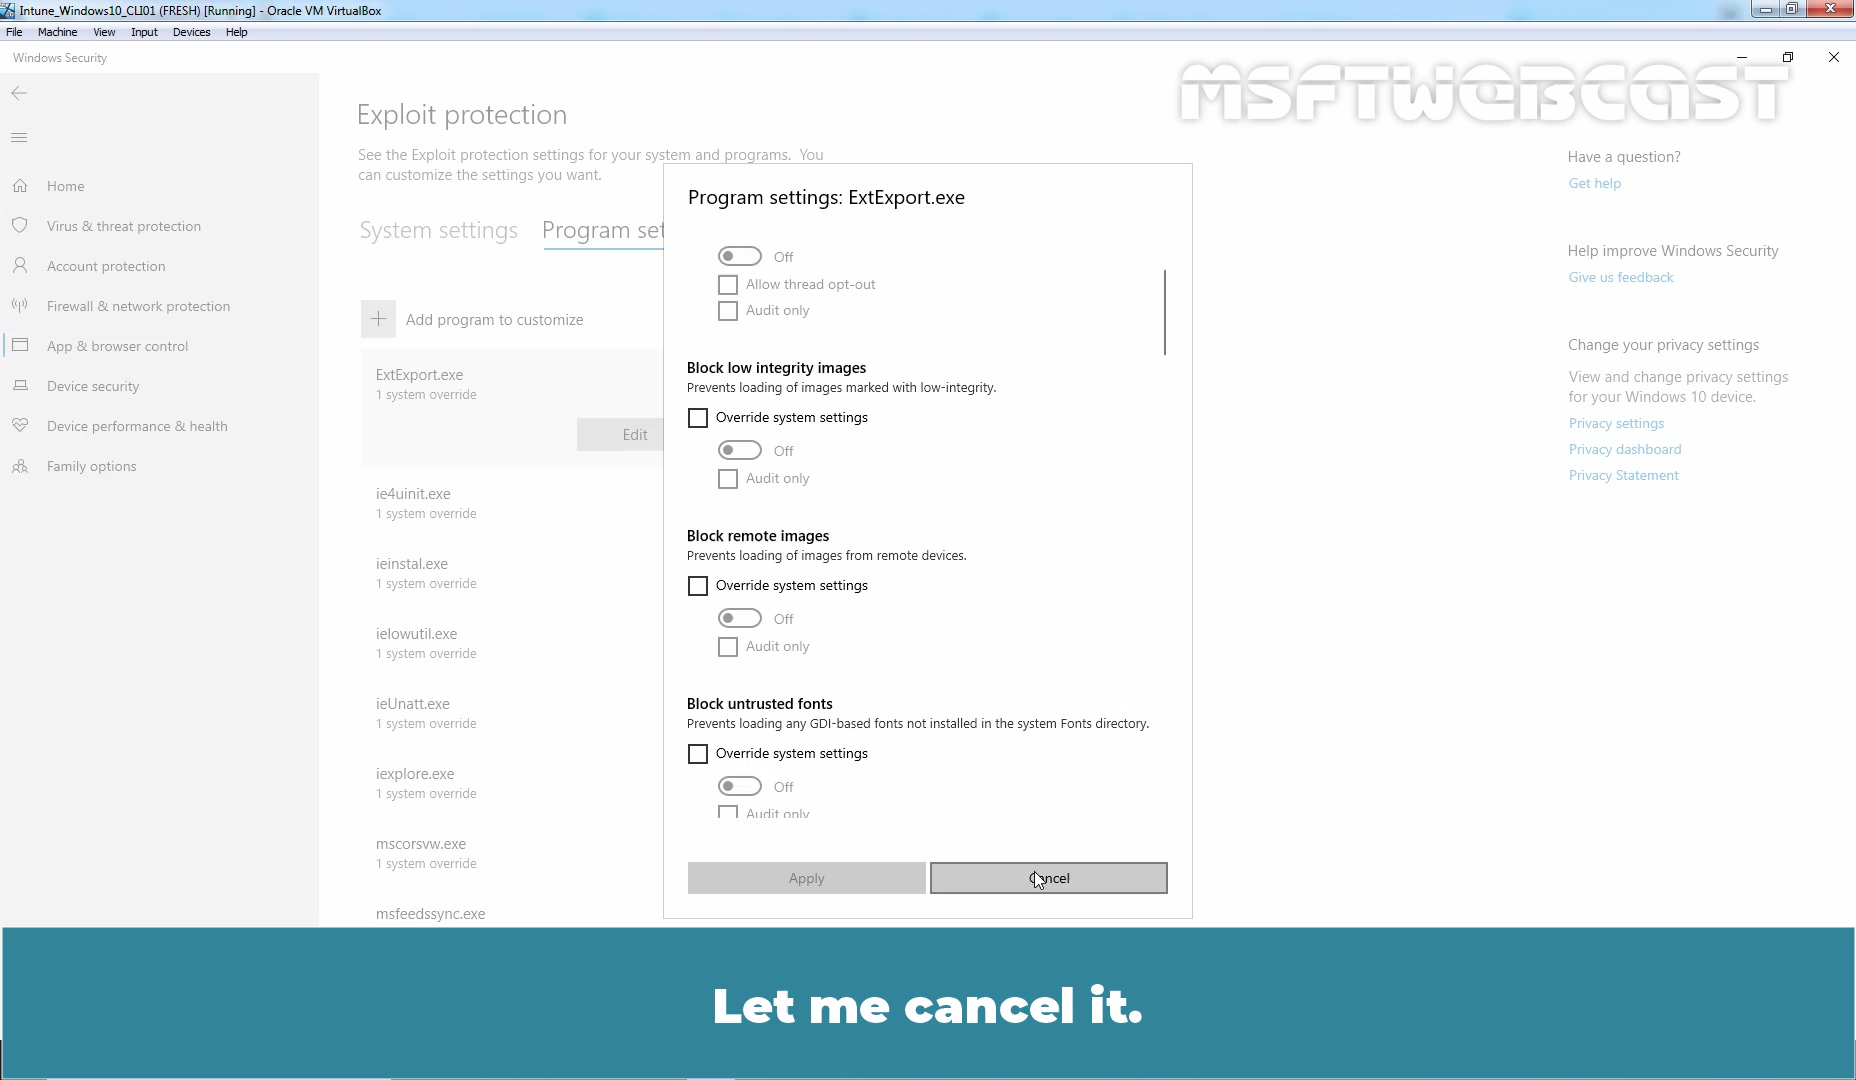 Intune_Windows10_CLI01 (FRESH) [Running] - Oracle VM VirtualBox
File Machine View Input Devices Help
Windows Security
MSFTWEBCAST
Home
Virus & threat protection
Account protection
Firewall & network protection
App & browser control
Device security
Device performance & health
Family options
Exploit protection
See the Exploit protection settings for your system and programs. You
can customize the settings you want.
System settings Program set
Add program to customize
ExtExport.exe
1 system override
Edit
ie4uinit.exe
1 system override
ieinstal.exe
1 system override
ielowutil.exe
1 system override
ieUnatt.exe
1 system override
iexplore.exe
1 system override
mscorsvw.exe
1 system override
msfeedssync.exe
Program settings: ExtExport.exe
Off
Allow thread opt-out
Audit only
Block low integrity images
Prevents loading of images marked with low-integrity.
Override system settings
Off
Audit only
Block remote images
Prevents loading of images from remote devices.
Override system settings
Off
Audit only
Block untrusted fonts
Prevents loading any GDI-based fonts not installed in the system Fonts directory.
Override system settings
Off
Audit only
Apply Cancel
Have a question?
Get help
Help improve Windows Security
Give us feedback
Change your privacy settings
View and change privacy settings
for your Windows 10 device.
Privacy settings
Privacy dashboard
Privacy Statement
Let me cancel it.